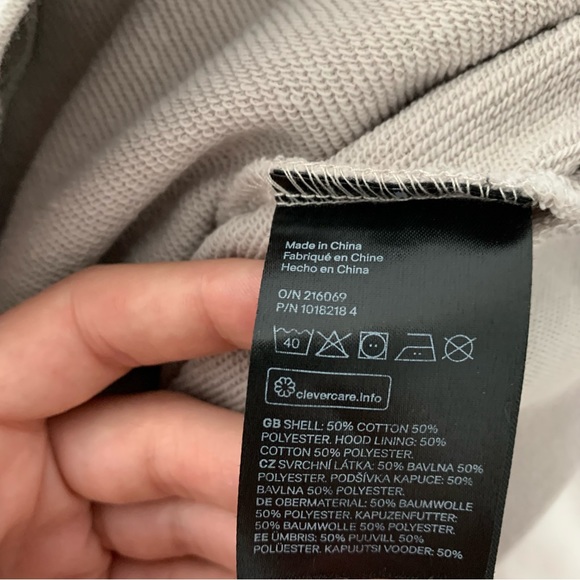 Made in China
Fabriqué en Chine
Hecho en China
O/N 216069
P/N 1018218 4
40
clevercare.info
GB SHELL: 50% COTTON 50%
POLYESTER. HOOD LINING: 50%
COTTON 50% POLYESTER.
CZ SVRCHNÍ LÁTKA: 50% BAVLNA 50%
POLYESTER. PODŠÍVKA KAPUCE: 50%
BAVLNA 50% POLYESTER.
DE OBERMATERIAL: 50% BAUMWOLLE
50% POLYESTER. KAPUZENFUTTER:
50% BAUMWOLLE 50% POLYESTER.
EE ÜMBRIS: 50% PUUVILL 50%
POLÜESTER. KAPUUTSI VOODER: 50%